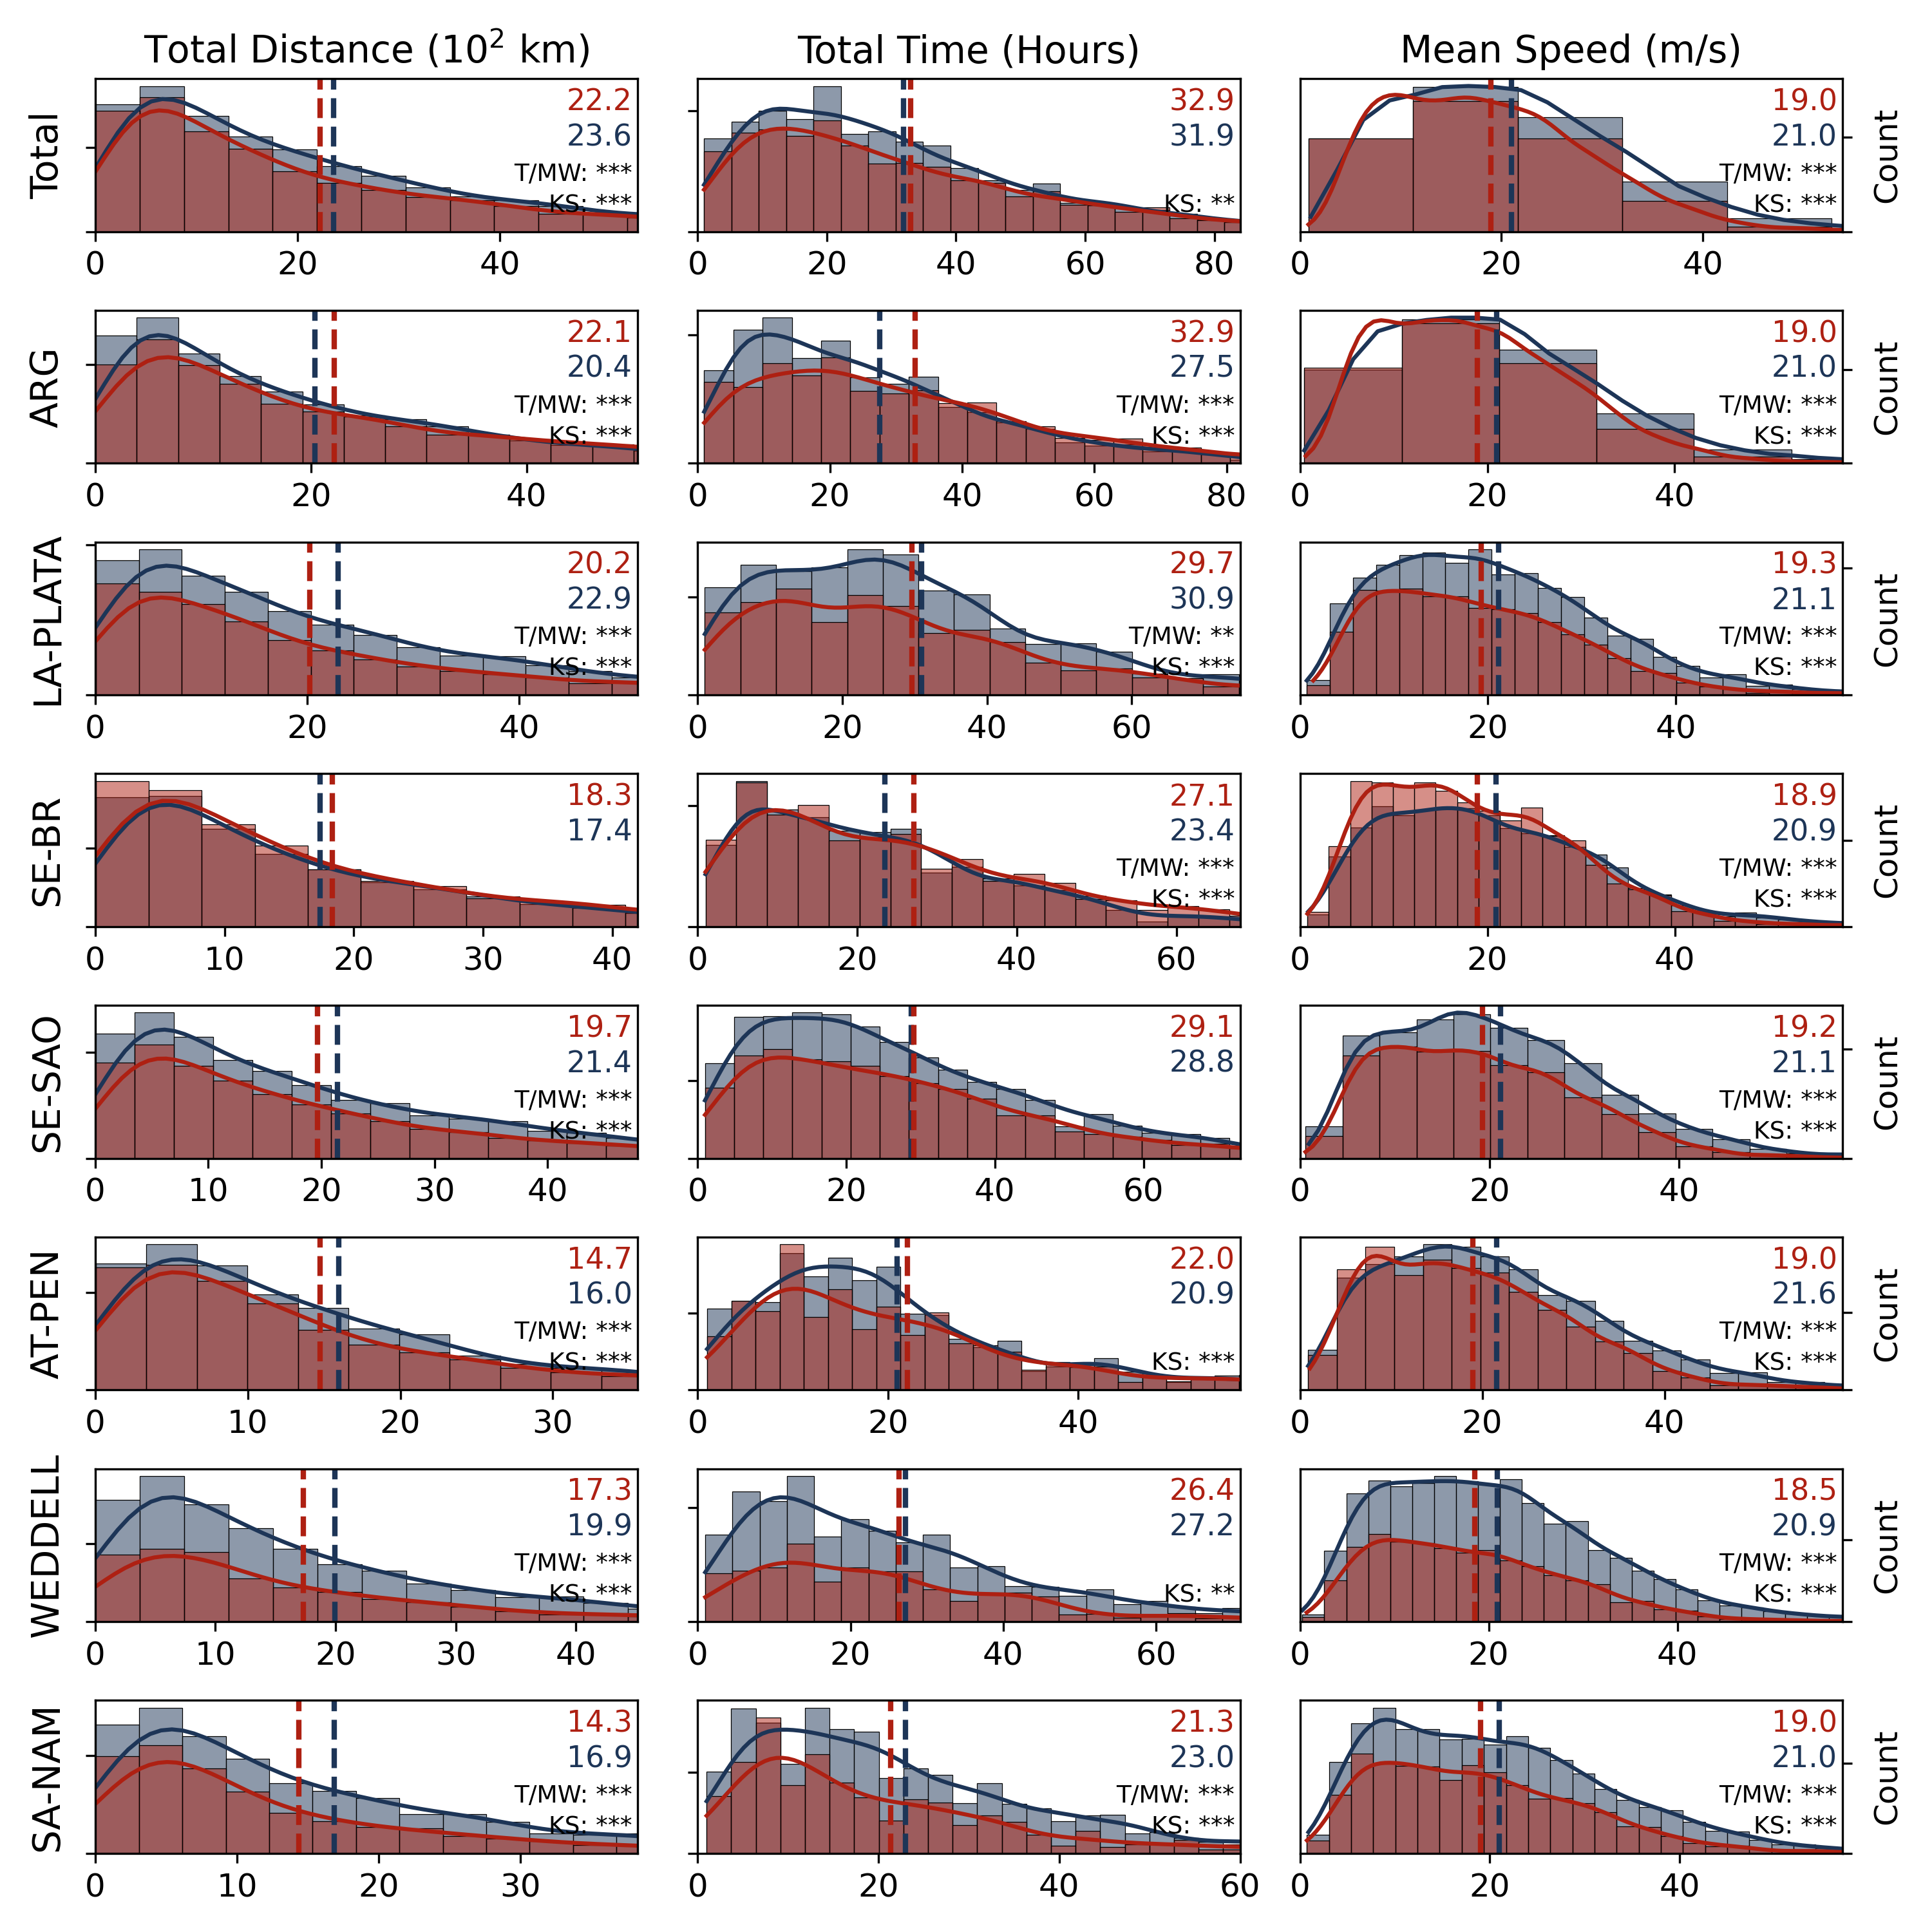 Total Distance (10² km) Total Time (Hours) Mean Speed (m/s)
Total
22.2
23.6
T/MW: ***
KS: ***
0 20 40
32.9
31.9
KS: **
0 20 40 60 80
19.0
21.0
T/MW: ***
KS: ***
0 20 40
Count
ARG
22.1
20.4
T/MW: ***
KS: ***
0 20 40
32.9
27.5
T/MW: ***
KS: ***
0 20 40 60 80
19.0
21.0
T/MW: ***
KS: ***
0 20 40
Count
LA-PLATA
20.2
22.9
T/MW: ***
KS: ***
0 20 40
29.7
30.9
T/MW: **
KS: ***
0 20 40 60
19.3
21.1
T/MW: ***
KS: ***
0 20 40
Count
SE-BR
18.3
17.4
0 10 20 30 40
27.1
23.4
T/MW: ***
KS: ***
0 20 40 60
18.9
20.9
T/MW: ***
KS: ***
0 20 40
Count
SE-SAO
19.7
21.4
T/MW: ***
KS: ***
0 10 20 30 40
29.1
28.8
0 20 40 60
19.2
21.1
T/MW: ***
KS: ***
0 20 40
Count
AT-PEN
14.7
16.0
T/MW: ***
KS: ***
0 10 20 30
22.0
20.9
KS: ***
0 20 40
19.0
21.6
T/MW: ***
KS: ***
0 20 40
Count
WEDDELL
17.3
19.9
T/MW: ***
KS: ***
0 10 20 30 40
26.4
27.2
KS: **
0 20 40 60
18.5
20.9
T/MW: ***
KS: ***
0 20 40
Count
SA-NAM
14.3
16.9
T/MW: ***
KS: ***
0 10 20 30
21.3
23.0
T/MW: ***
KS: ***
0 20 40 60
19.0
21.0
T/MW: ***
KS: ***
0 20 40
Count